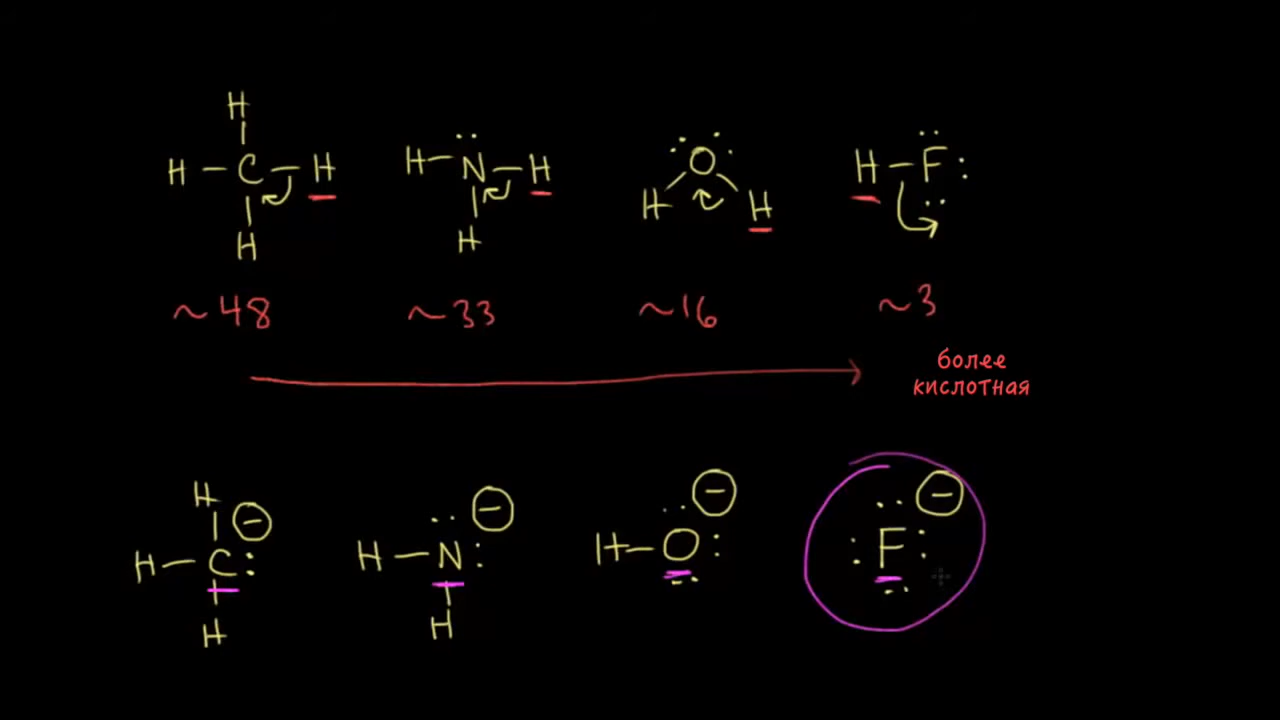 H
H – C – H
H
H – N – H
H
O
H H
H – F
~48 ~33 ~16 ~3
более
кислотная
H
H – C
H
H – N
H
H – O
F